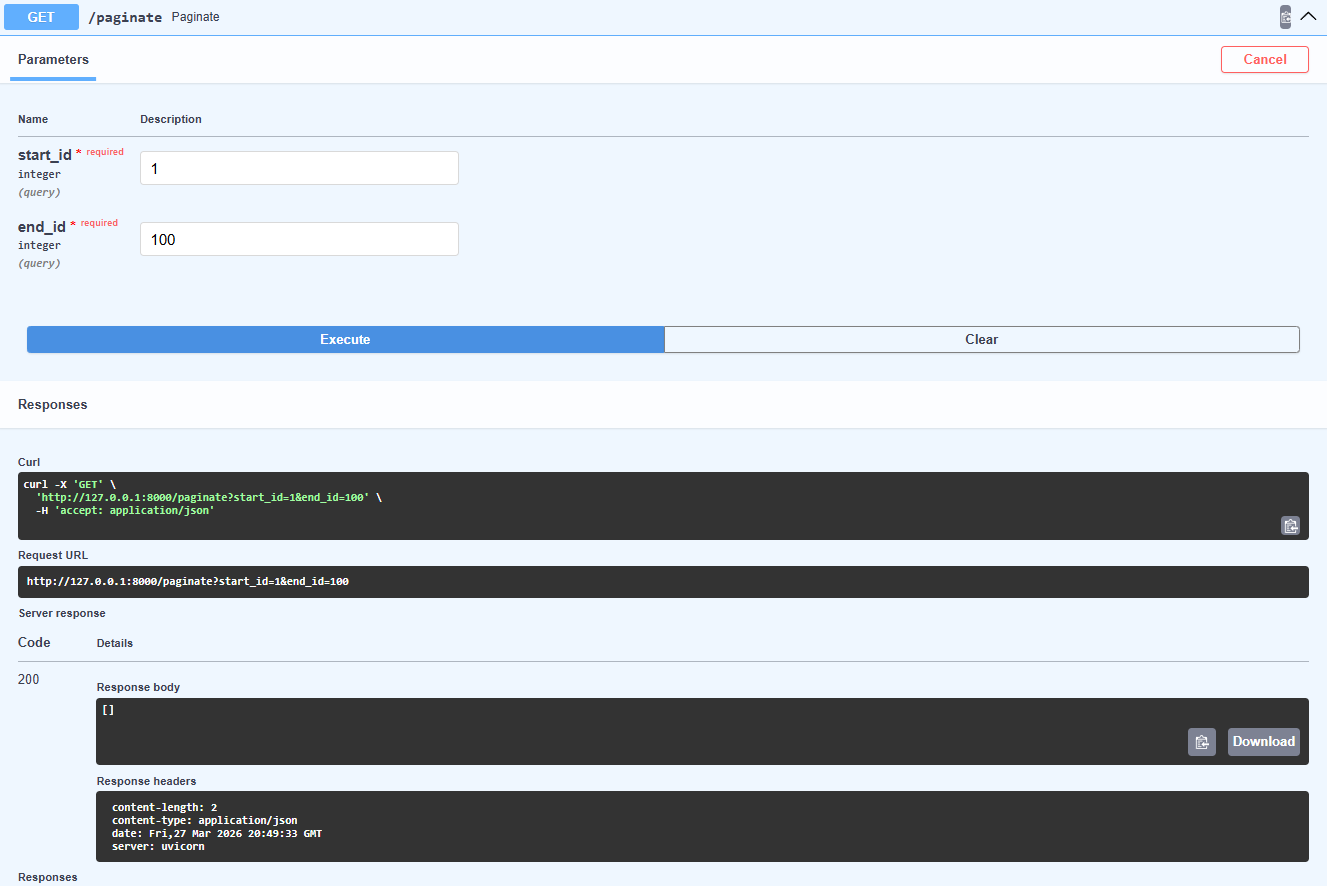 GET /paginate Paginate
Parameters
Cancel
Name Description
start_id * required
integer
(query)
1
end_id * required
integer
(query)
100
Execute Clear
Responses
Curl
curl -X 'GET' \
  'http://127.0.0.1:8000/paginate?start_id=1&end_id=100' \
  -H 'accept: application/json'
Request URL
http://127.0.0.1:8000/paginate?start_id=1&end_id=100
Server response
Code Details
200
Response body
[]
Download
Response headers
content-length: 2
content-type: application/json
date: Fri,27 Mar 2026 20:49:33 GMT
server: uvicorn
Responses